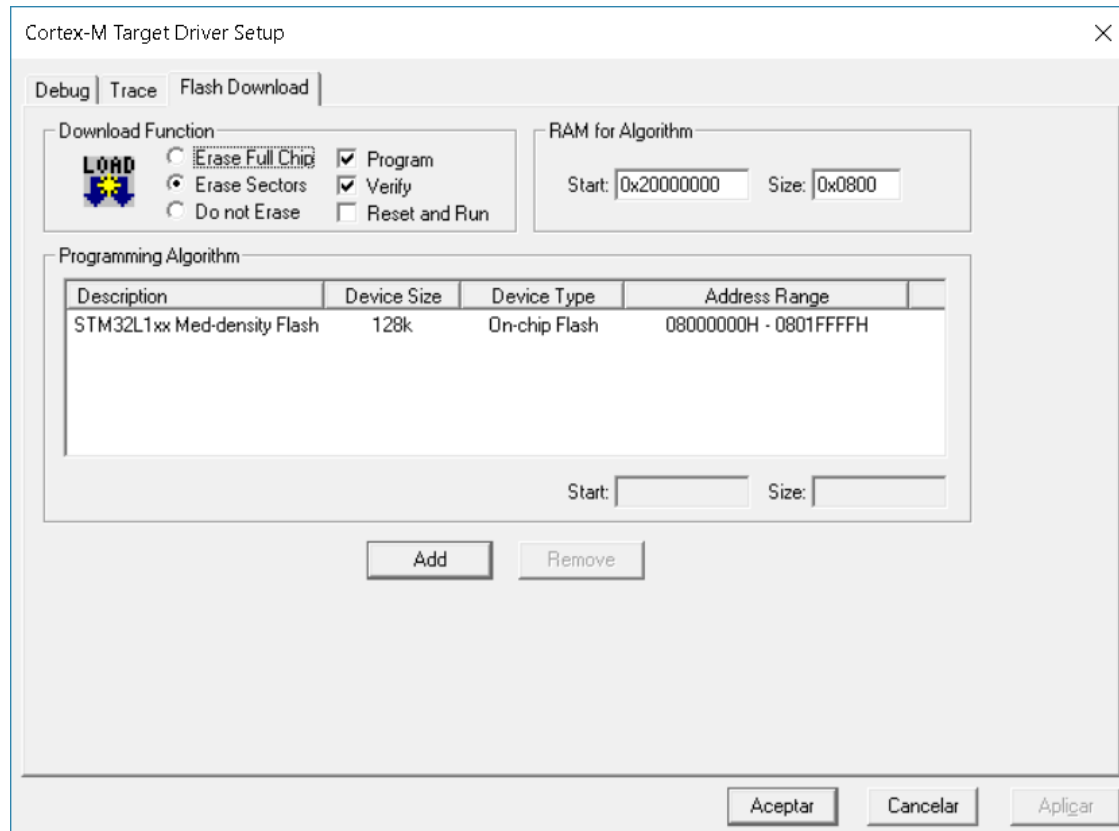 Cortex-M Target Driver Setup
Debug Trace Flash Download
Download Function
LOAD
Erase Full Chip
Erase Sectors
Do not Erase
Program
Verify
Reset and Run
RAM for Algorithm
Start: 0x20000000 Size: 0x0800
Programming Algorithm
Description Device Size Device Type Address Range
STM32L1xx Med-density Flash 128k On-chip Flash 08000000H - 0801FFFFH
Start: Size:
Add Remove
Aceptar Cancelar Aplicar